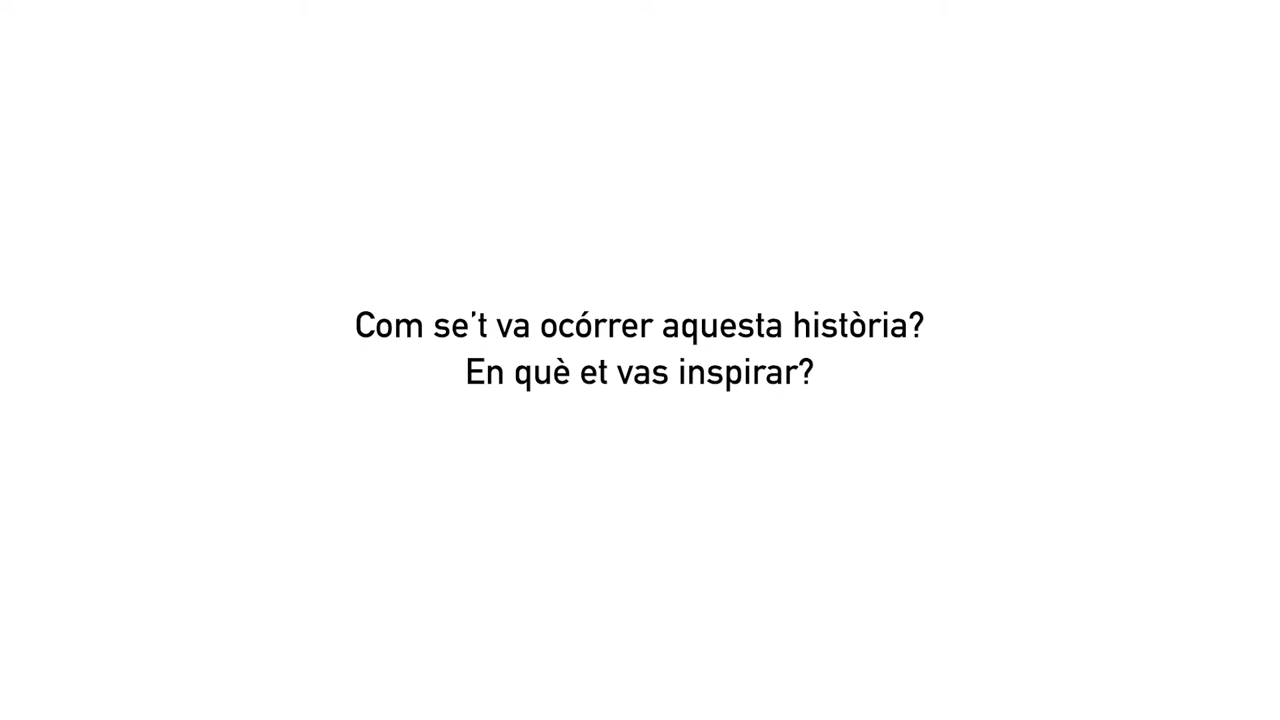 Com se’t va ocórrer aquesta història?
En què et vas inspirar?